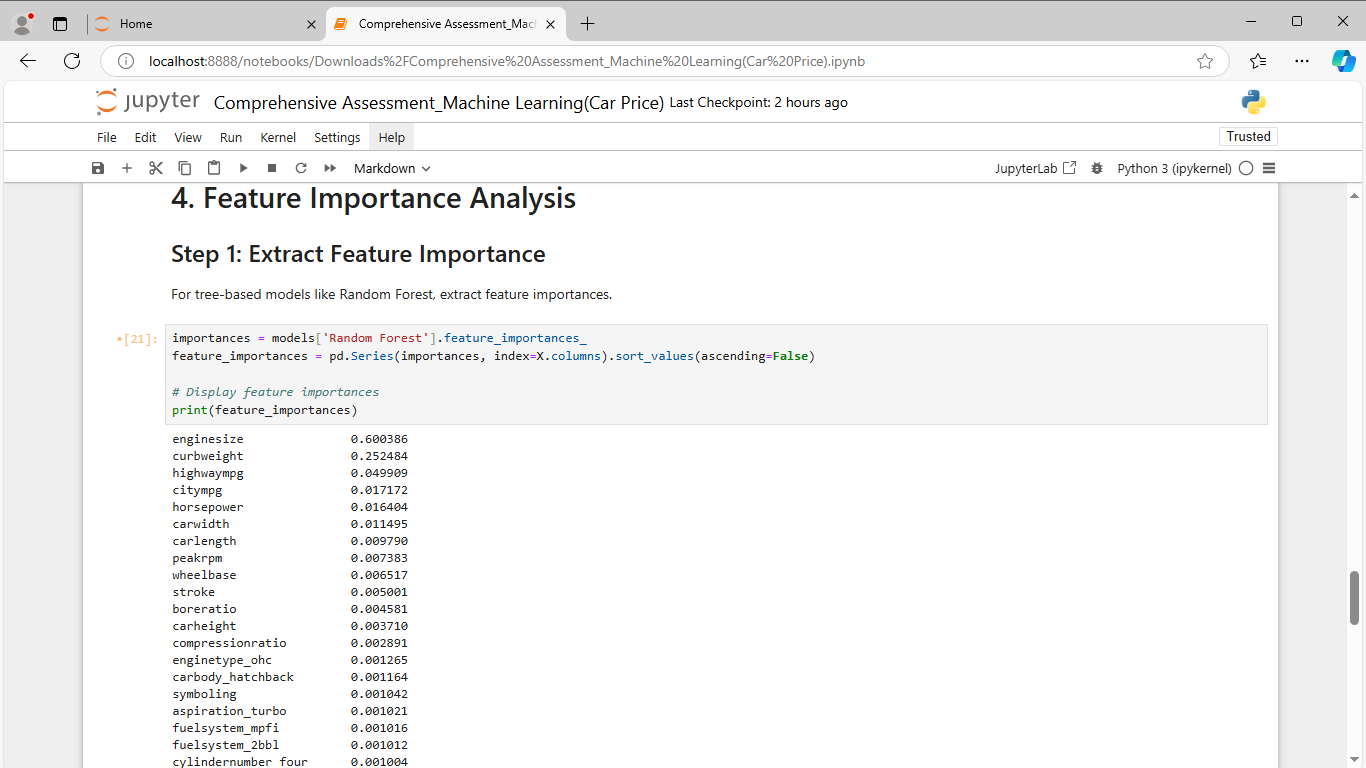 Home
Comprehensive Assessment_Mach
localhost:8888/notebooks/Downloads%2FComprehensive%20Assessment_Machine%20Learning(Car%20Price).ipynb
jupyter Comprehensive Assessment_Machine Learning(Car Price) Last Checkpoint: 2 hours ago
File Edit View Run Kernel Settings Help Trusted
Markdown JupyterLab Python 3 (ipykernel)
4. Feature Importance Analysis
Step 1: Extract Feature Importance
For tree-based models like Random Forest, extract feature importances.
•[21]: importances = models['Random Forest'].feature_importances_
feature_importances = pd.Series(importances, index=X.columns).sort_values(ascending=False)
# Display feature importances
print(feature_importances)
enginesize 0.600386
curbweight 0.252484
highwaympg 0.049909
citympg 0.017172
horsepower 0.016404
carwidth 0.011495
carlength 0.009790
peakrpm 0.007383
wheelbase 0.006517
stroke 0.005001
boreratio 0.004581
carheight 0.003710
compressionratio 0.002891
enginetype_ohc 0.001265
carbody_hatchback 0.001164
symboling 0.001042
aspiration_turbo 0.001021
fuelsystem_mpfi 0.001016
fuelsystem_2bbl 0.001012
cylindernumber_four 0.001004